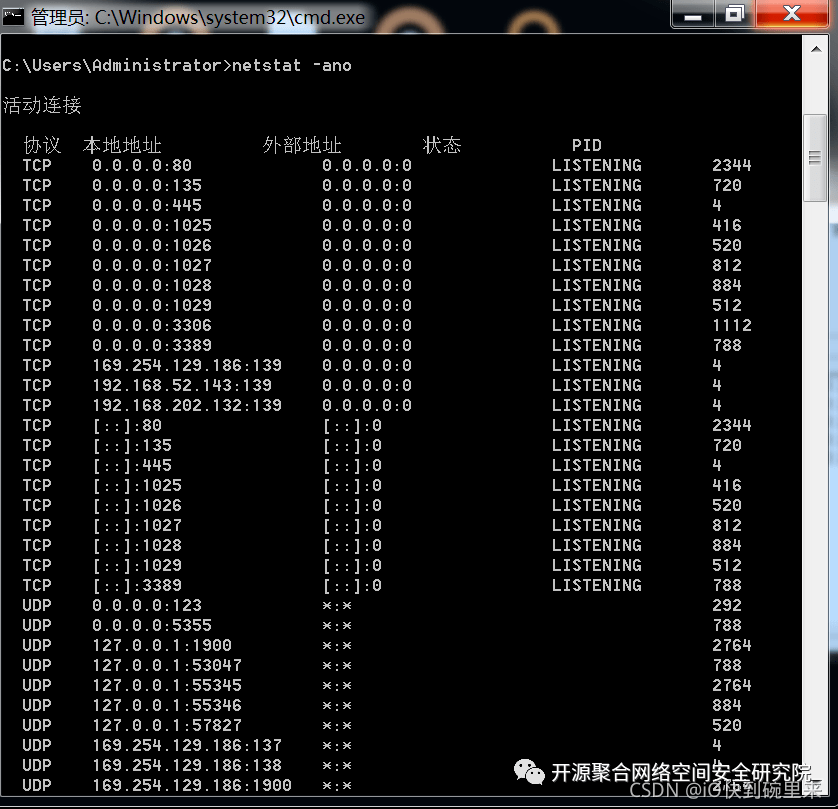 管理员: C:\Windows\system32\cmd.exe
C:\Users\Administrator>netstat -ano
活动连接
协议 本地地址 外部地址 状态 PID
TCP 0.0.0.0:80 0.0.0.0:0 LISTENING 2344
TCP 0.0.0.0:135 0.0.0.0:0 LISTENING 720
TCP 0.0.0.0:445 0.0.0.0:0 LISTENING 4
TCP 0.0.0.0:1025 0.0.0.0:0 LISTENING 416
TCP 0.0.0.0:1026 0.0.0.0:0 LISTENING 520
TCP 0.0.0.0:1027 0.0.0.0:0 LISTENING 812
TCP 0.0.0.0:1028 0.0.0.0:0 LISTENING 884
TCP 0.0.0.0:1029 0.0.0.0:0 LISTENING 512
TCP 0.0.0.0:3306 0.0.0.0:0 LISTENING 1112
TCP 0.0.0.0:3389 0.0.0.0:0 LISTENING 788
TCP 169.254.129.186:139 0.0.0.0:0 LISTENING 4
TCP 192.168.52.143:139 0.0.0.0:0 LISTENING 4
TCP 192.168.202.132:139 0.0.0.0:0 LISTENING 4
TCP [::]:80 [::]:0 LISTENING 2344
TCP [::]:135 [::]:0 LISTENING 720
TCP [::]:445 [::]:0 LISTENING 4
TCP [::]:1025 [::]:0 LISTENING 416
TCP [::]:1026 [::]:0 LISTENING 520
TCP [::]:1027 [::]:0 LISTENING 812
TCP [::]:1028 [::]:0 LISTENING 884
TCP [::]:1029 [::]:0 LISTENING 512
TCP [::]:3389 [::]:0 LISTENING 788
UDP 0.0.0.0:123 *:* 292
UDP 0.0.0.0:5355 *:* 788
UDP 127.0.0.1:1900 *:* 2764
UDP 127.0.0.1:53047 *:* 788
UDP 127.0.0.1:55345 *:* 2764
UDP 127.0.0.1:55346 *:* 884
UDP 127.0.0.1:57827 *:* 520
UDP 169.254.129.186:137 *:* 4
UDP 169.254.129.186:138 *:*
UDP 169.254.129.186:1900 *:*
开源聚合网络空间安全研究院
CSDN @iO快到碗里来